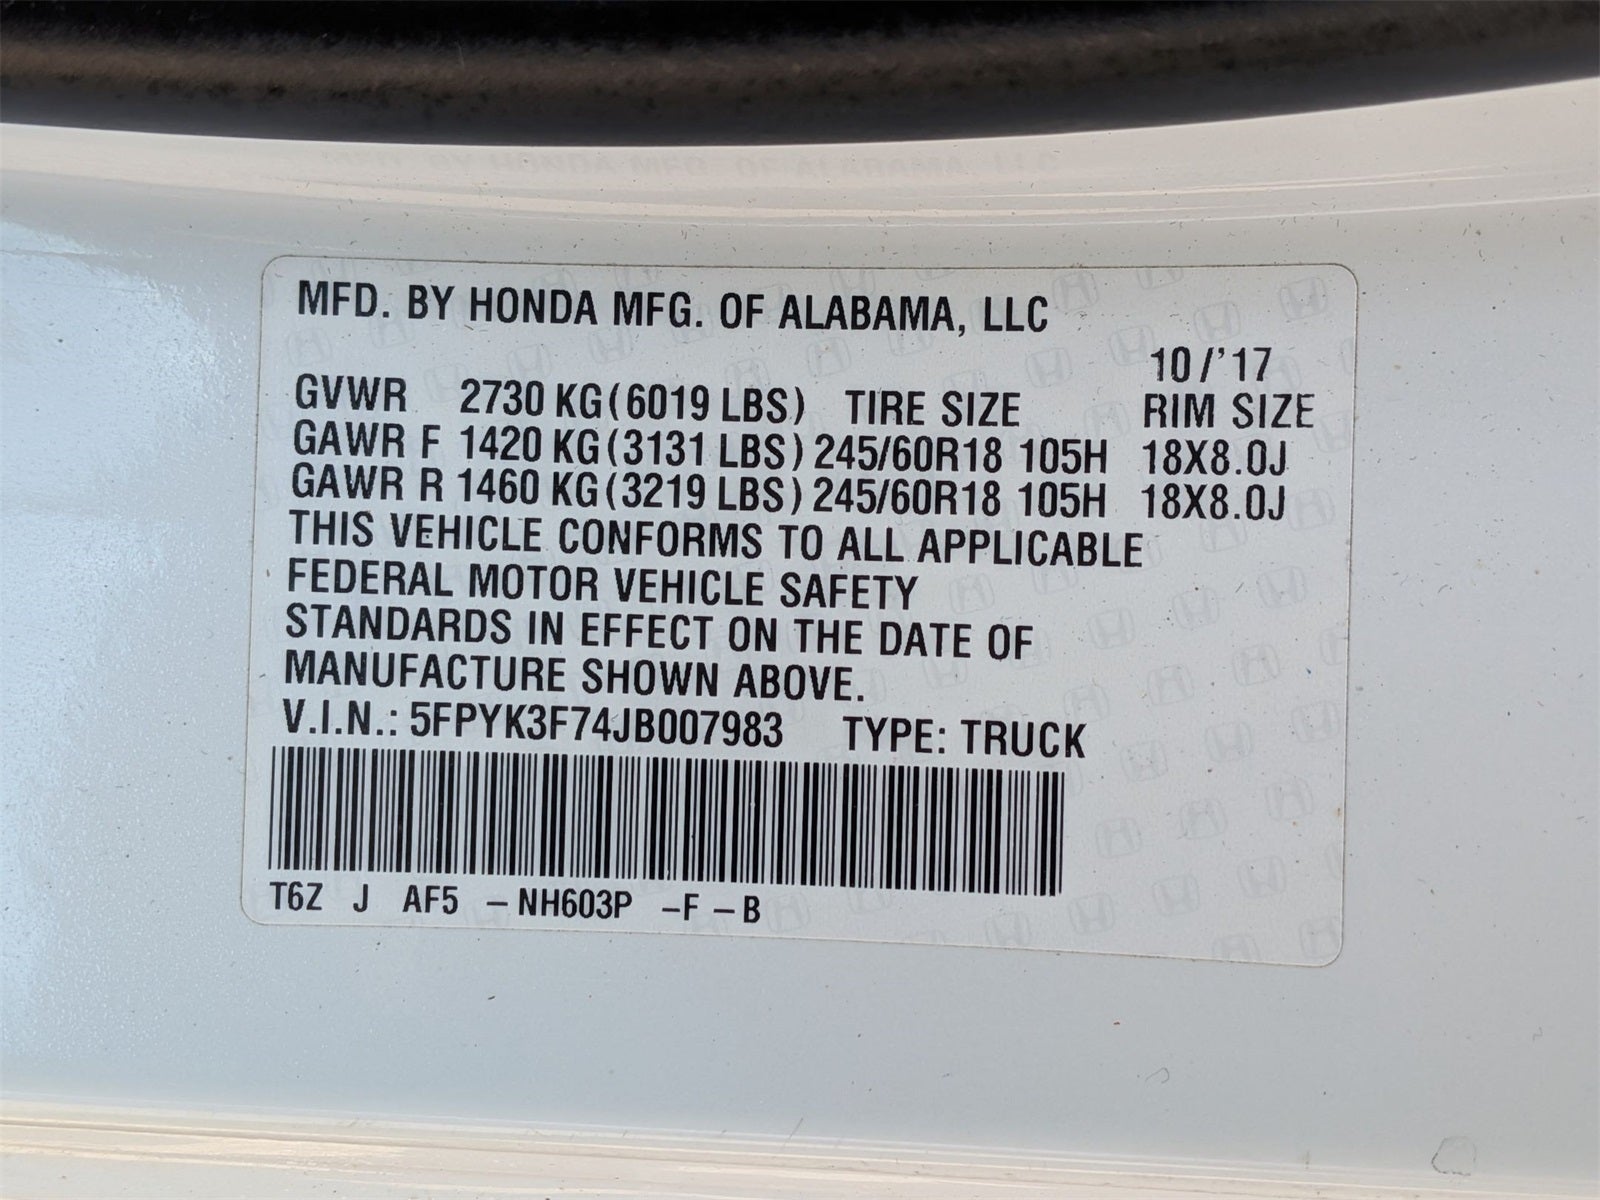 MFD. BY HONDA MFG. OF ALABAMA, LLC
10/'17
GVWR 2730 KG(6019 LBS) TIRE SIZE RIM SIZE
GAWR F 1420 KG(3131 LBS) 245/60R18 105H 18X8.0J
GAWR R 1460 KG(3219 LBS) 245/60R18 105H 18X8.0J
THIS VEHICLE CONFORMS TO ALL APPLICABLE
FEDERAL MOTOR VEHICLE SAFETY
STANDARDS IN EFFECT ON THE DATE OF
MANUFACTURE SHOWN ABOVE.
V.I.N.: 5FPYK3F74JB007983 TYPE: TRUCK
T6Z J AF5 -NH603P -F-B